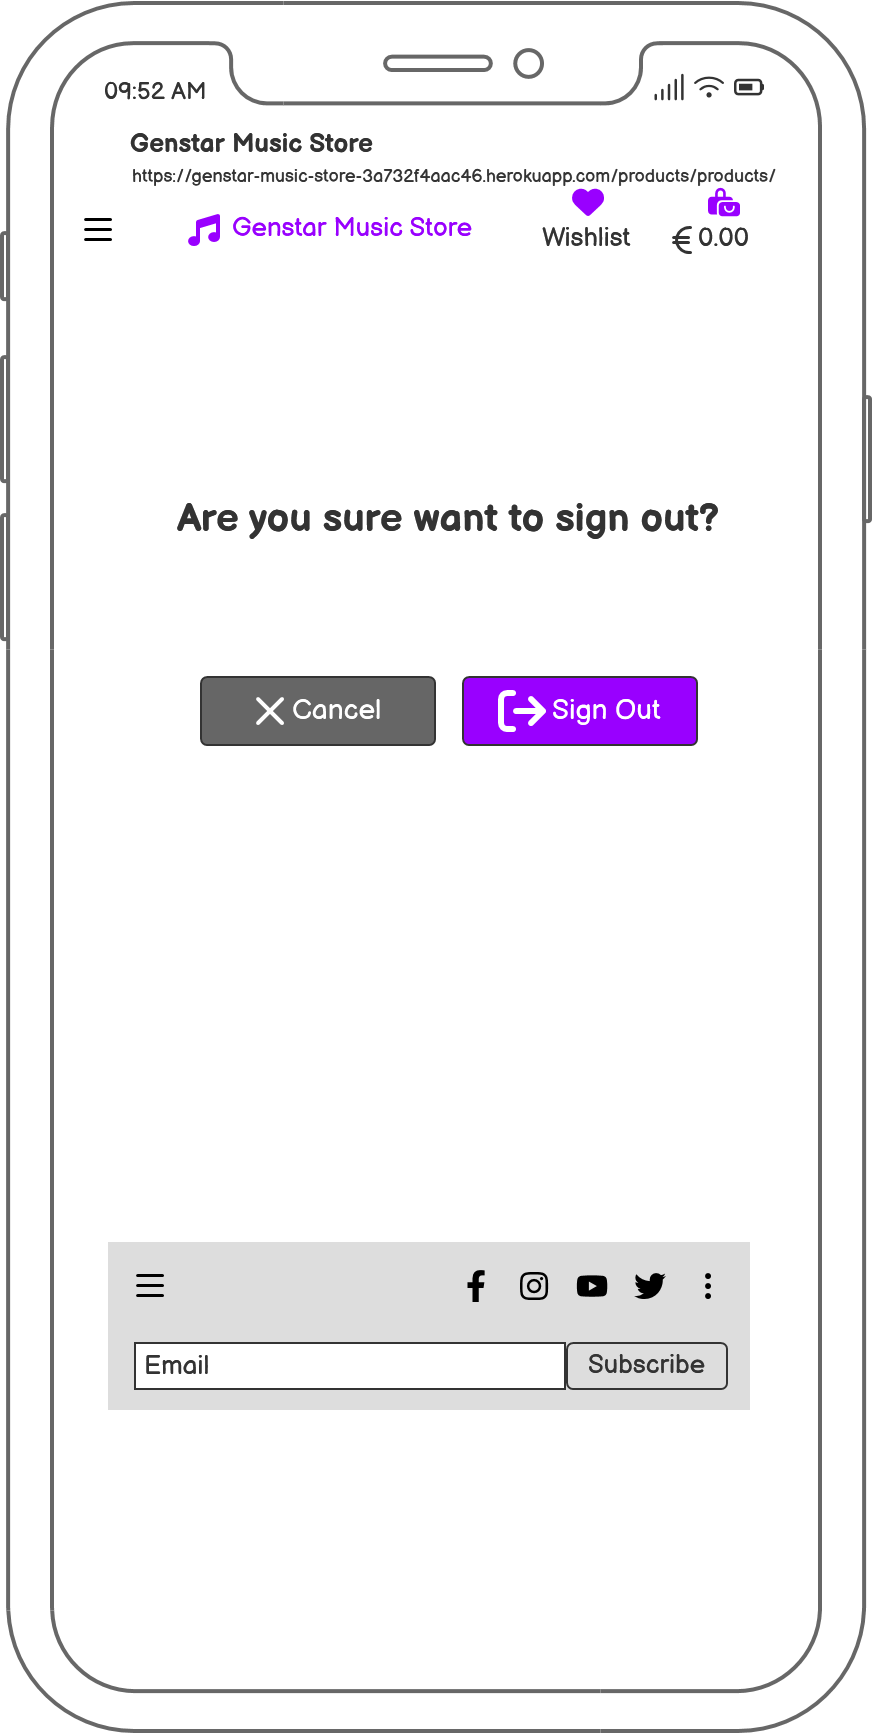 09:52 AM
Genstar Music Store
https://genstar-music-store-3a732f4aac46.herokuapp.com/products/products/
Genstar Music Store
Wishlist
€ 0.00
Are you sure want to sign out?
Cancel
Sign Out
Email
Subscribe